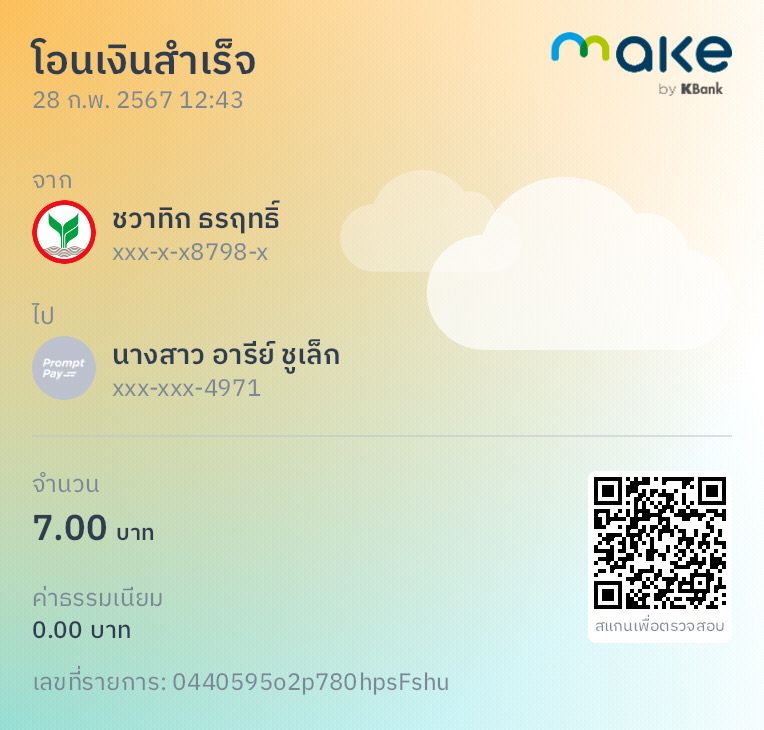 โอนเงินสำเร็จ
28 ก.พ. 2567 12:43
make
by KBank
จาก
ชวาทิก ธรฤทธิ์
xxx-x-x8798-x
ไป
Prompt
Pay
นางสาว อารีย์ ชูเล็ก
xxx-xxx-4971
จำนวน
7.00 บาท
ค่าธรรมเนียม
0.00 บาท
สแกนเพื่อตรวจสอบ
เลขที่รายการ: 0440595o2p780hpsFshu